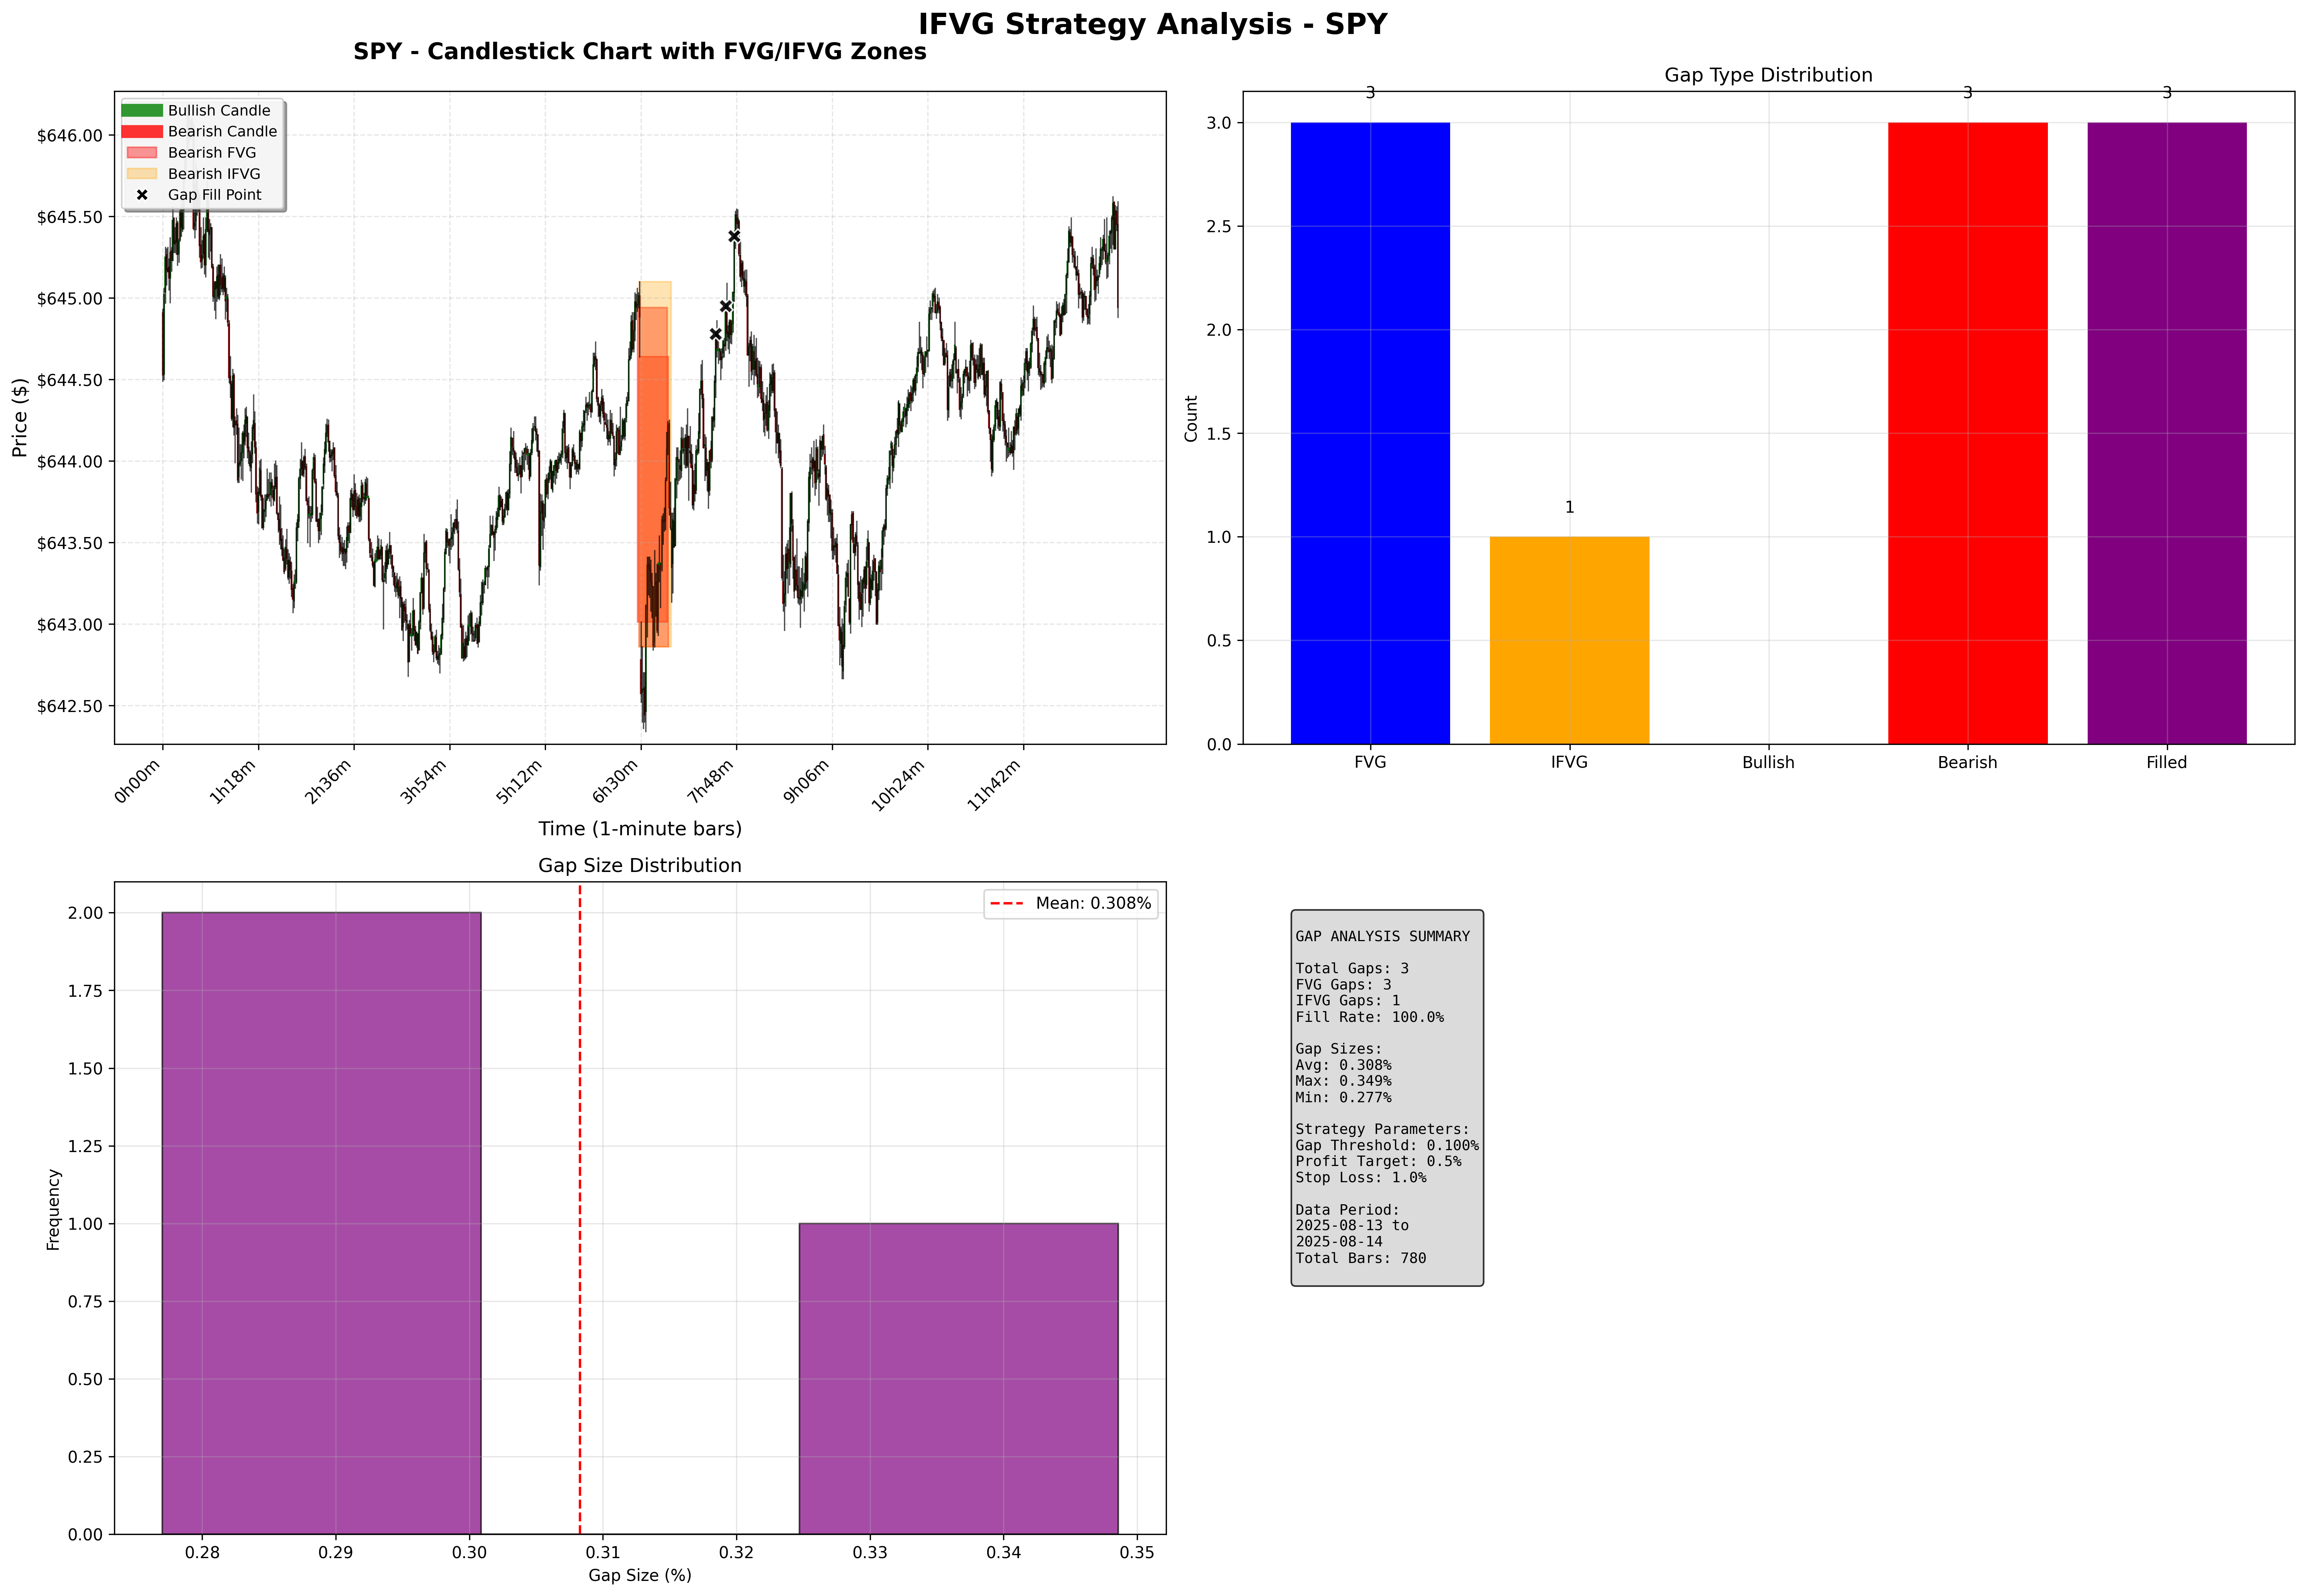 IFVG Strategy Analysis - SPY
SPY - Candlestick Chart with FVG/IFVG Zones
Bullish Candle
Bearish Candle
Bearish FVG
Bearish IFVG
Gap Fill Point
Price ($)
$646.00
$645.50
$645.00
$644.50
$644.00
$643.50
$643.00
$642.50
0h00m
1h18m
2h36m
3h54m
5h12m
6h30m
7h48m
9h06m
10h24m
11h42m
Time (1-minute bars)
Gap Type Distribution
Count
3.0
2.5
2.0
1.5
1.0
0.5
0.0
3
1
3
3
FVG
IFVG
Bullish
Bearish
Filled
Gap Size Distribution
Mean: 0.308%
Frequency
2.00
1.75
1.50
1.25
1.00
0.75
0.50
0.25
0.00
0.28
0.29
0.30
0.31
0.32
0.33
0.34
0.35
Gap Size (%)
GAP ANALYSIS SUMMARY
Total Gaps: 3
FVG Gaps: 3
IFVG Gaps: 1
Fill Rate: 100.0%
Gap Sizes:
Avg: 0.308%
Max: 0.349%
Min: 0.277%
Strategy Parameters:
Gap Threshold: 0.100%
Profit Target: 0.5%
Stop Loss: 1.0%
Data Period:
2025-08-13 to
2025-08-14
Total Bars: 780